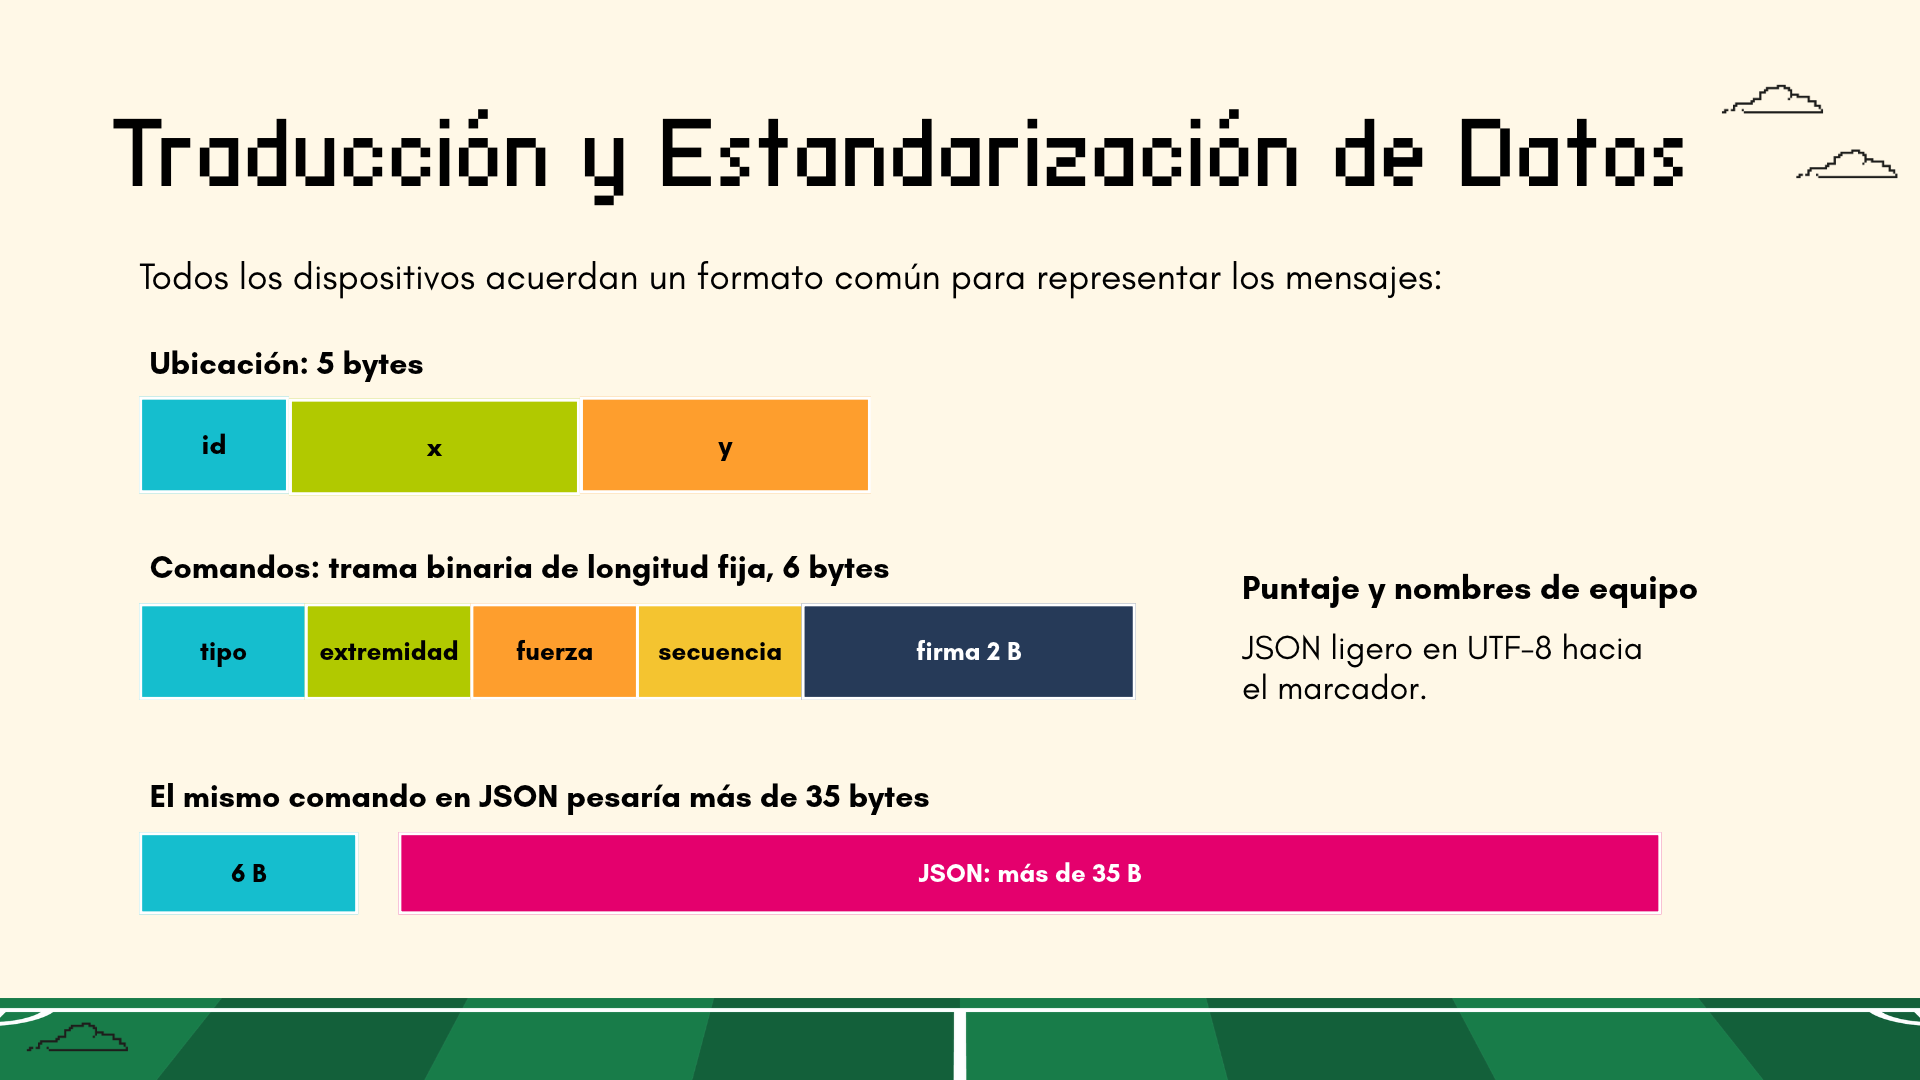 Traducción y Estandarización de Datos
Todos los dispositivos acuerdan un formato común para representar los mensajes:
Ubicación: 5 bytes
id
x
y
Comandos: trama binaria de longitud fija, 6 bytes
tipo
extremidad
fuerza
secuencia
firma 2 B
Puntaje y nombres de equipo
JSON ligero en UTF-8 hacia
el marcador.
El mismo comando en JSON pesaría más de 35 bytes
6 B
JSON: más de 35 B